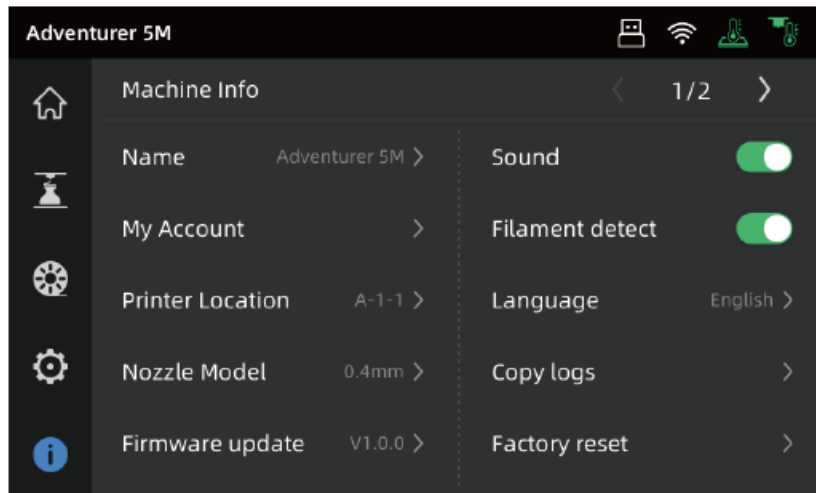 Adventurer 5M
Machine Info 1/2
Name Adventurer 5M
Sound
My Account
Filament detect
Printer Location A-1-1
Language English
Nozzle Model 0.4mm
Copy logs
Firmware update V1.0.0
Factory reset